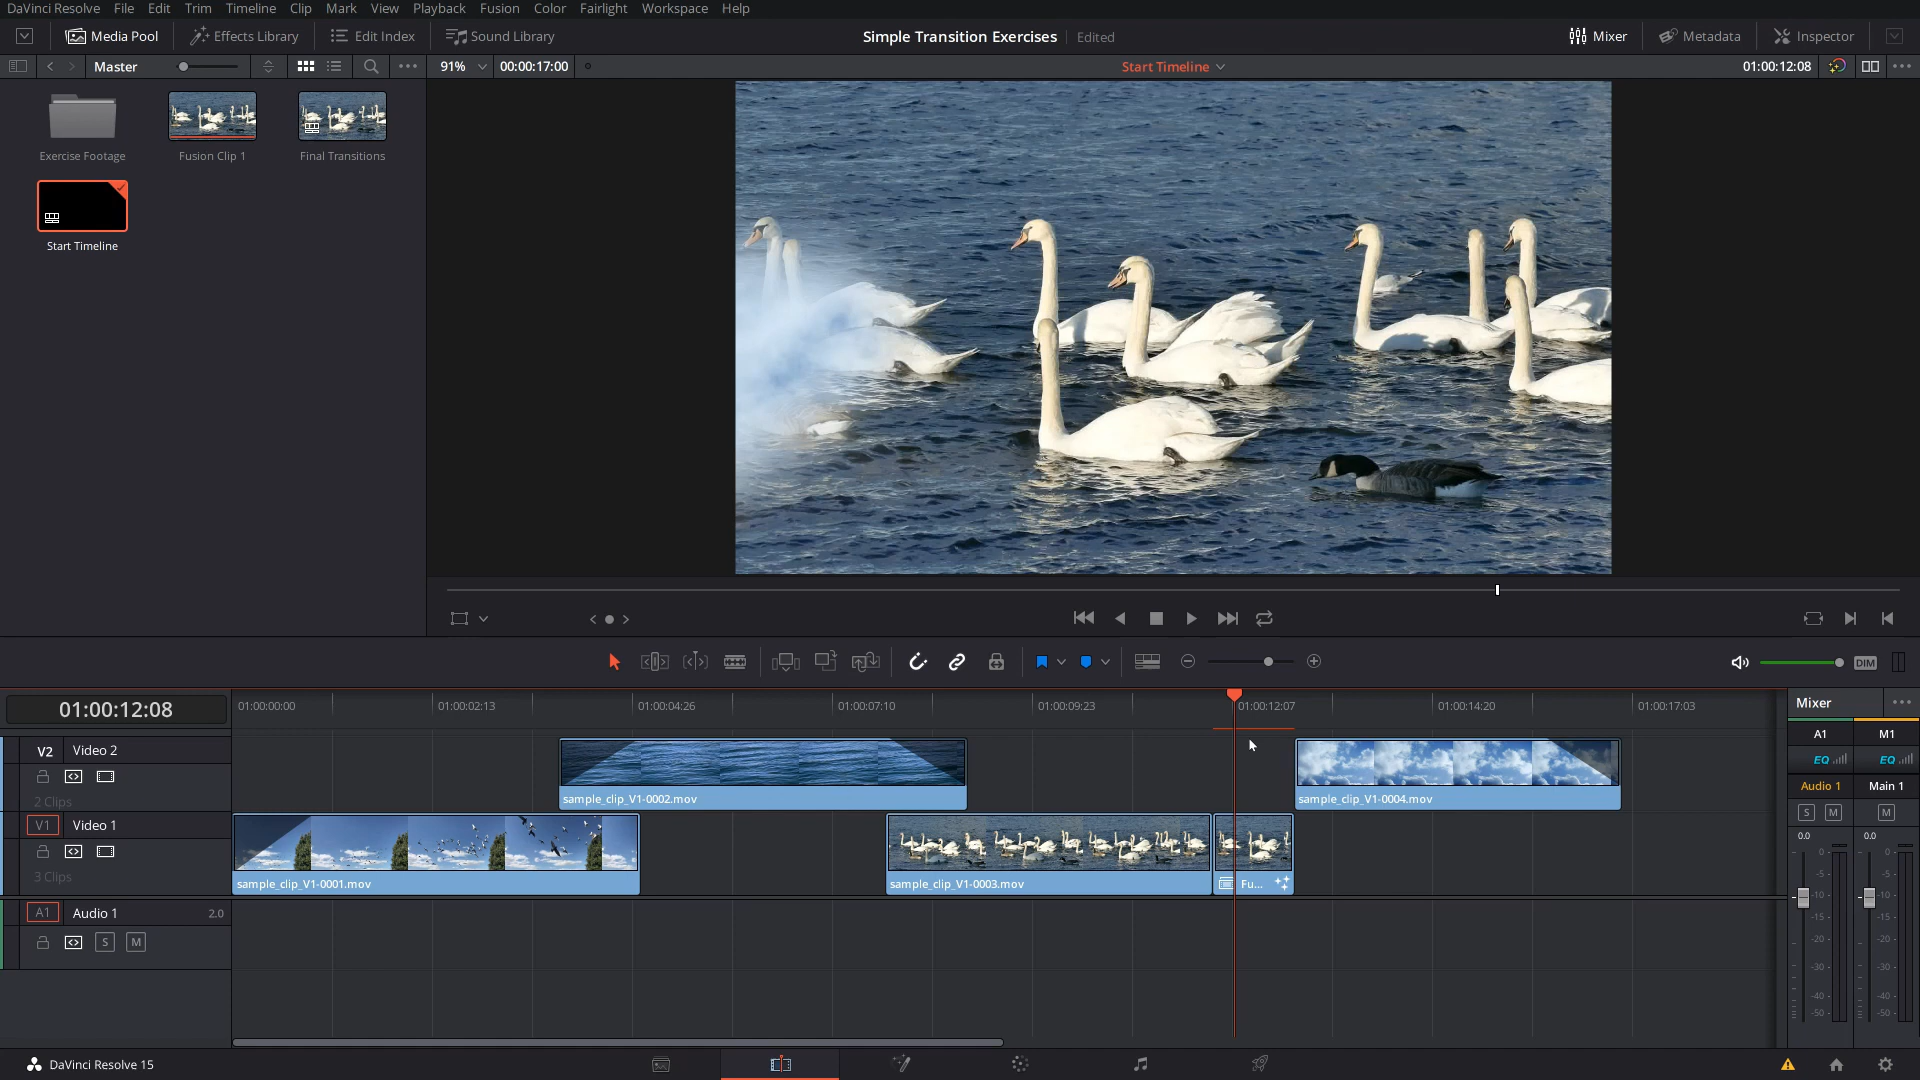 DaVinci Resolve File Edit Trim Timeline Clip Mark View Playback Fusion Color Fairlight Workspace Help
Media Pool Effects Library Edit Index Sound Library Simple Transition Exercises Edited Mixer Metadata Inspector
Master 91% 00:00:17:00 Start Timeline 01:00:12:08
Exercise Footage Fusion Clip 1 Final Transitions
Start Timeline
DIM
01:00:12:08 01:00:00:00 01:00:02:13 01:00:04:26 01:00:07:10 01:00:09:23 01:00:12:07 01:00:14:20 01:00:17:03 Mixer
V2 Video 2 A1 M1
EQ EQ
2 Clips sample_clip_V1-0002.mov sample_clip_V1-0004.mov Audio 1 Main 1
S M M
V1 Video 1
3 Clips
sample_clip_V1-0001.mov sample_clip_V1-0003.mov Fu...
0.0 0.0
0 0
-5 -5
-10 -10
-15 -15
-20 -20
-30 -30
-40 -40
-50 -50
A1 Audio 1 2.0
S M
DaVinci Resolve 15